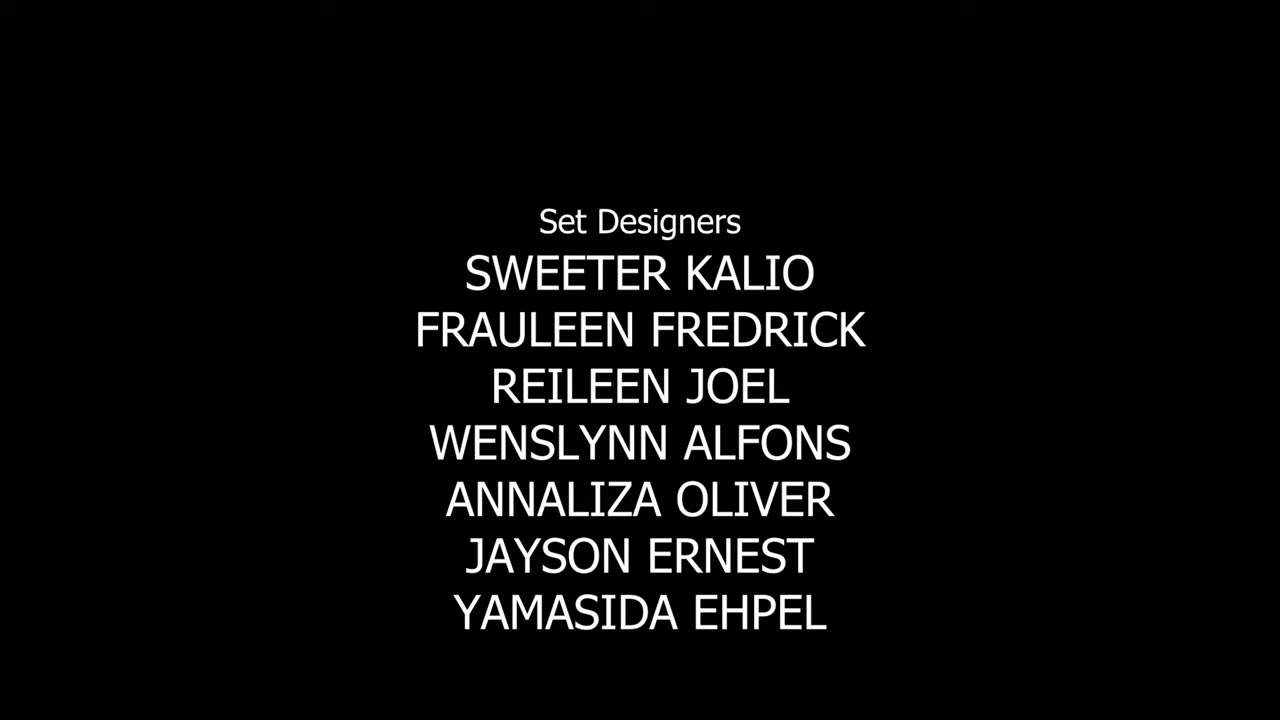 Set Designers
SWEETER KALIO
FRAULEEN FREDRICK
REILEEN JOEL
WENSLYNN ALFONS
ANNALIZA OLIVER
JAYSON ERNEST
YAMASIDA EHPEL